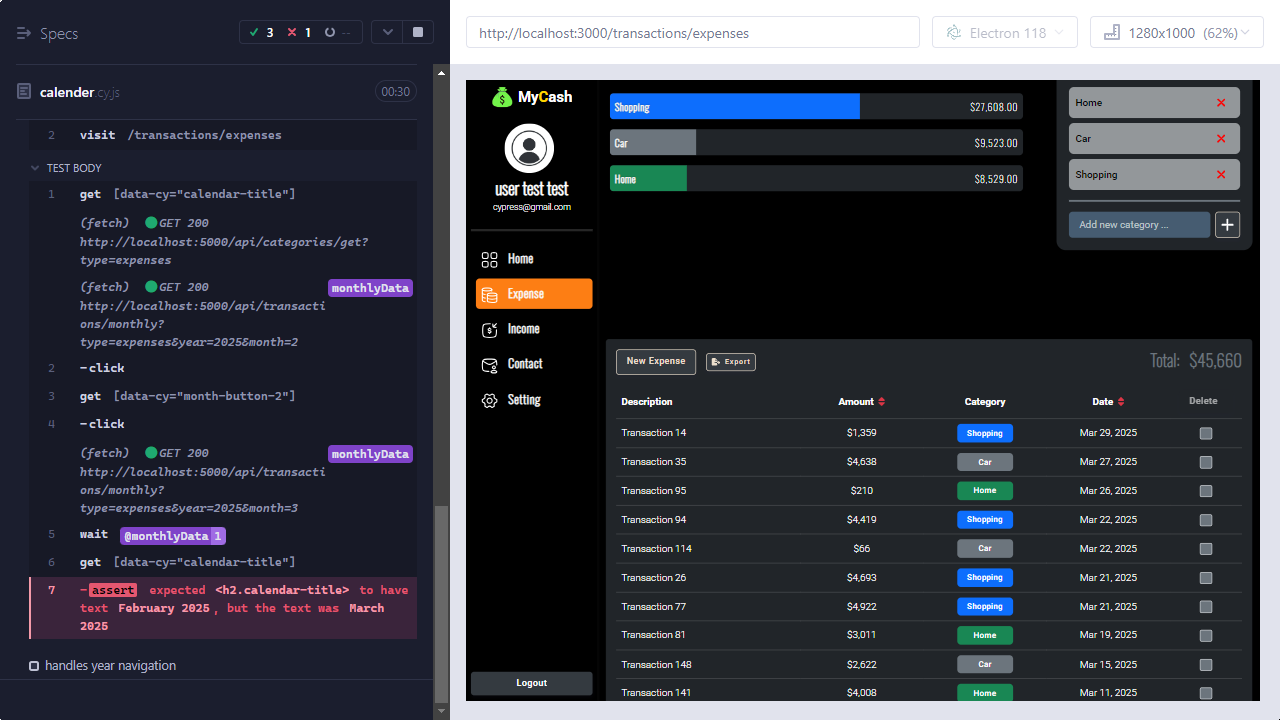 Specs
3
1
--
calender.cy.js
00:30
2 visit /transactions/expenses
TEST BODY
1 get [data-cy="calendar-title"]
(fetch) GET 200
http://localhost:5000/api/categories/get?
type=expenses
(fetch) GET 200 monthlyData
http://localhost:5000/api/transacti
ons/monthly?
type=expenses&year=2025&month=2
2 -click
3 get [data-cy="month-button-2"]
4 -click
(fetch) GET 200 monthlyData
http://localhost:5000/api/transacti
ons/monthly?
type=expenses&year=2025&month=3
5 wait @monthlyData 1
6 get [data-cy="calendar-title"]
7 -assert expected <h2.calendar-title> to have
text February 2025, but the text was March
2025
handles year navigation
http://localhost:3000/transactions/expenses
Electron 118
1280x1000 (62%)
MyCash
user test test
cypress@gmail.com
Home
Expense
Income
Contact
Setting
Logout
Shopping $27,608.00
Car $9,523.00
Home $8,529.00
Home
Car
Shopping
Add new category ...
New Expense Export Total: $45,660
Description Amount Category Date Delete
Transaction 14 $1,359 Shopping Mar 29, 2025
Transaction 35 $4,638 Car Mar 27, 2025
Transaction 95 $210 Home Mar 26, 2025
Transaction 94 $4,419 Shopping Mar 22, 2025
Transaction 114 $66 Car Mar 22, 2025
Transaction 26 $4,693 Shopping Mar 21, 2025
Transaction 77 $4,922 Shopping Mar 21, 2025
Transaction 81 $3,011 Home Mar 19, 2025
Transaction 148 $2,622 Car Mar 15, 2025
Transaction 141 $4,008 Home Mar 11, 2025